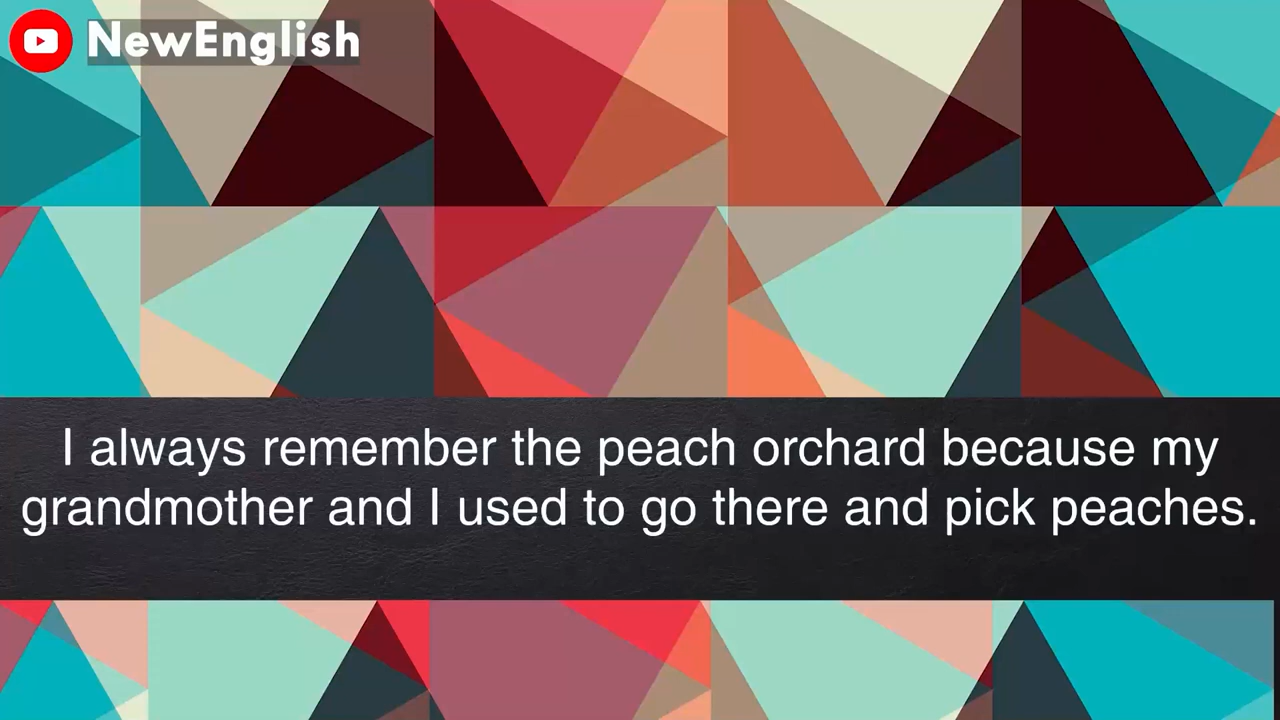 NewEnglish
I always remember the peach orchard because my
grandmother and I used to go there and pick peaches.